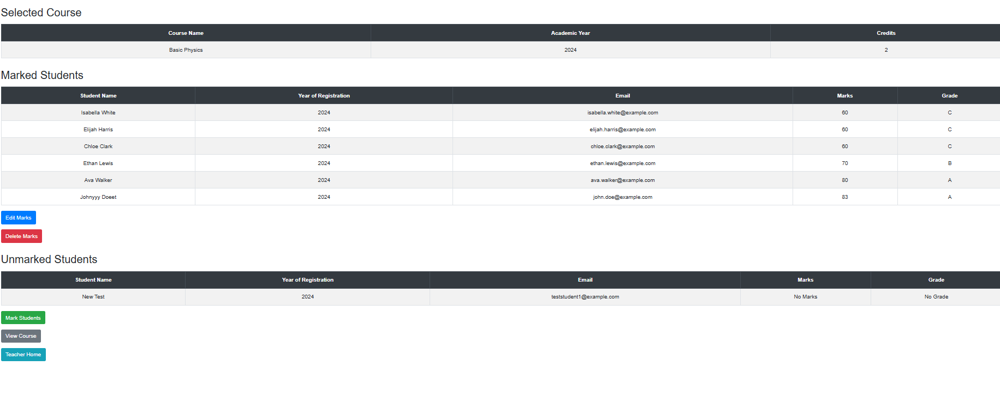 Selected Course
Course Name Academic Year Credits
Basic Physics 2024 2
Marked Students
Student Name Year of Registration Email Marks Grade
Isabella White 2024 isabella.white@example.com 60 C
Elijah Harris 2024 elijah.harris@example.com 60 C
Chloe Clark 2024 chloe.clark@example.com 60 C
Ethan Lewis 2024 ethan.lewis@example.com 70 B
Ava Walker 2024 ava.walker@example.com 80 A
Johnyyy Doeet 2024 john.doe@example.com 83 A
Edit Marks
Delete Marks
Unmarked Students
Student Name Year of Registration Email Marks Grade
New Test 2024 teststudent1@example.com No Marks No Grade
Mark Students
View Course
Teacher Home